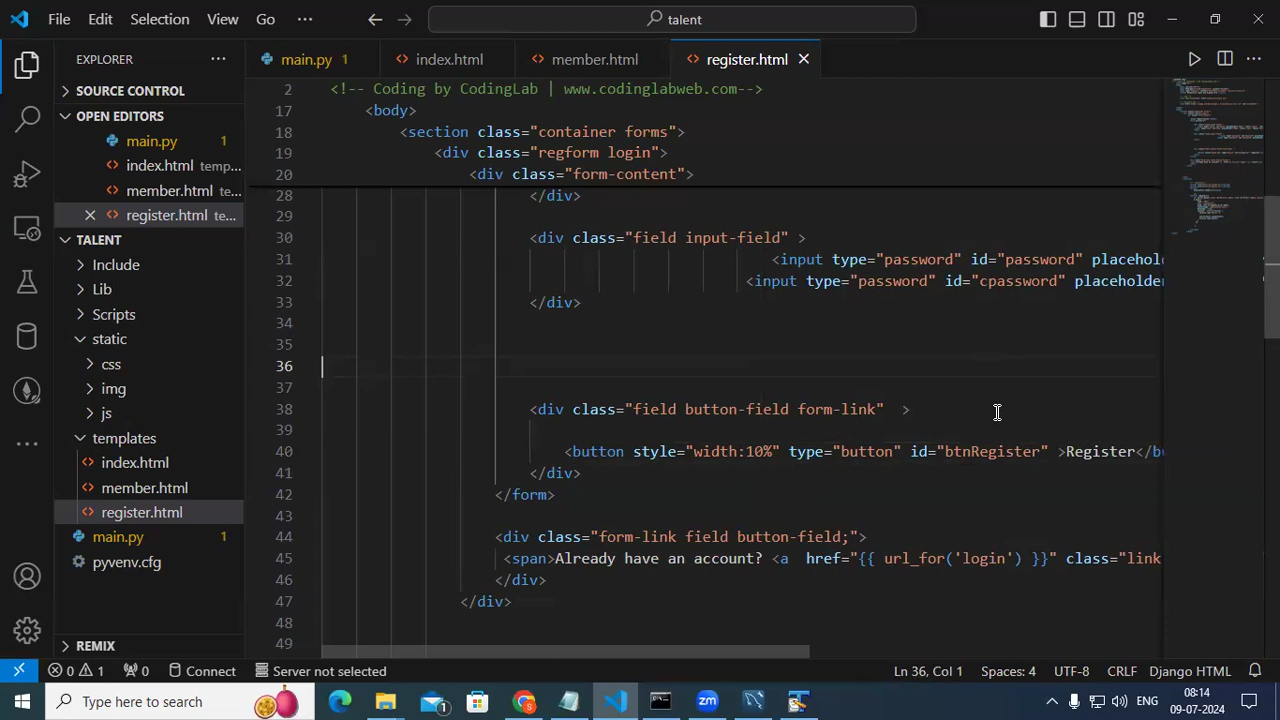 File Edit Selection View Go ··· talent
EXPLORER ···
SOURCE CONTROL
OPEN EDITORS
main.py 1
index.html temp...
member.html te...
register.html te...
TALENT
Include
Lib
Scripts
static
css
img
js
templates
index.html
member.html
register.html
main.py 1
pyvenv.cfg
REMIX
main.py 1 index.html member.html register.html
2 <!-- Coding by CodingLab | www.codinglabweb.com-->
17 <body>
18 <section class="container forms">
19 <div class="regform login">
20 <div class="form-content">
28 </div>
29
30 <div class="field input-field" >
31 <input type="password" id="password" placehol
32 <input type="password" id="cpassword" placeholder
33 </div>
34
35
36
37
38 <div class="field button-field form-link"  >
39
40 <button style="width:10%" type="button" id="btnRegister" >Register</bu
41 </div>
42 </form>
43
44 <div class="form-link field button-field;">
45 <span>Already have an account? <a  href="{{ url_for('login') }}" class="link
46 </div>
47 </div>
48
49
0 1 0 Connect Server not selected Ln 36, Col 1 Spaces: 4 UTF-8 CRLF Django HTML
Type here to search 1 ENG 08:14
09-07-2024